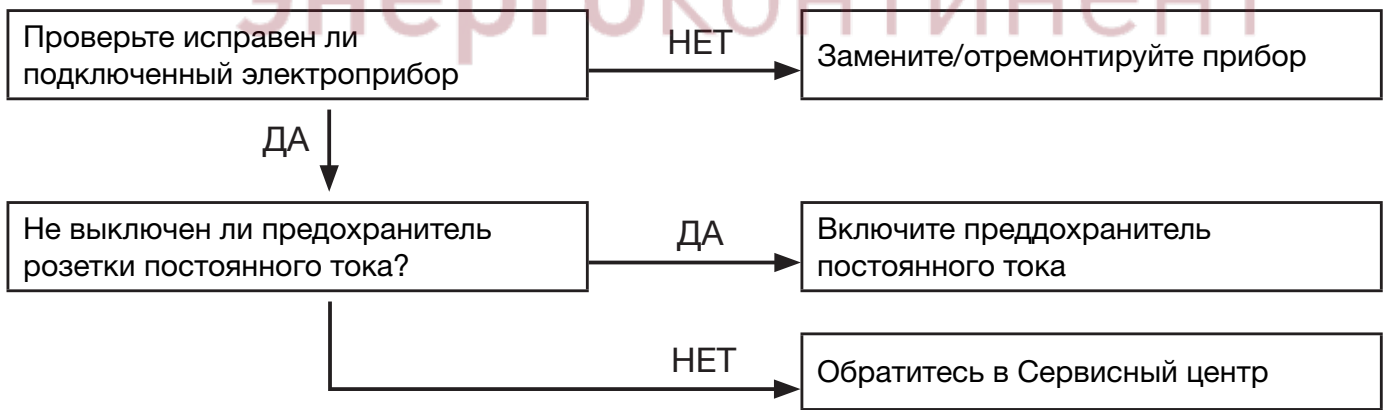 энергоконтинент
Проверьте исправен ли
подключенный электроприбор
НЕТ
Замените/отремонтируйте прибор
ДА
Не выключен ли предохранитель
розетки постоянного тока?
ДА
Включите преддохранитель
постоянного тока
НЕТ
Обратитесь в Сервисный центр